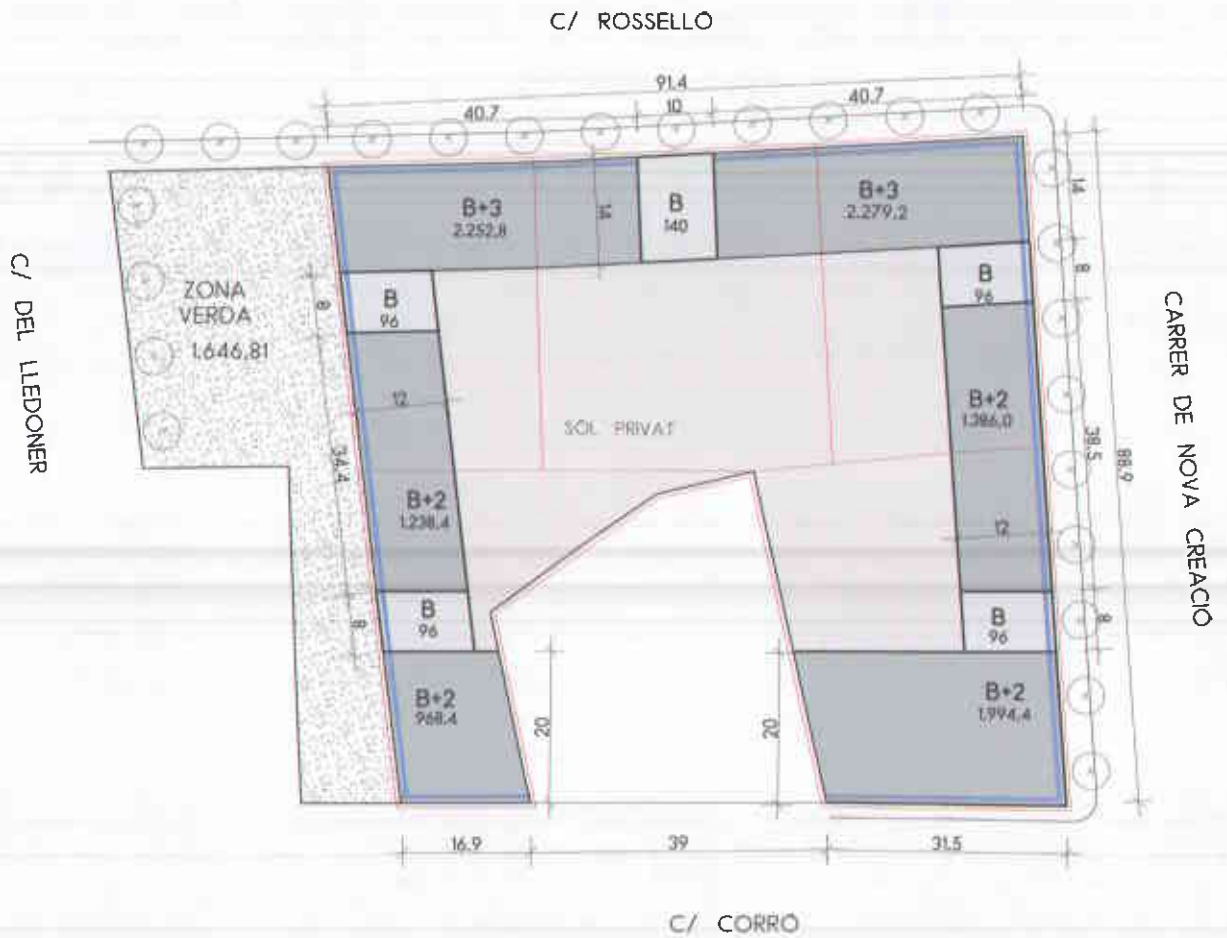 C/ ROSSELLO
91.4
40.7
10
40.7
14
B+3
2.252,8
14
B
140
B+3
2.279,2
8
B
96
ZONA
VERDA
1.646,81
8
B
96
C/ DEL LLEDONER
CARRER DE NOVA CREACIÓ
12
SÒL PRIVAT
B+2
1.386,0
38.5
88.9
34.4
B+2
1.238,4
12
B
96
8
B
96
8
B+2
968,4
20
20
B+2
1.994,4
16.9
39
31.5
C/ CORRÓ